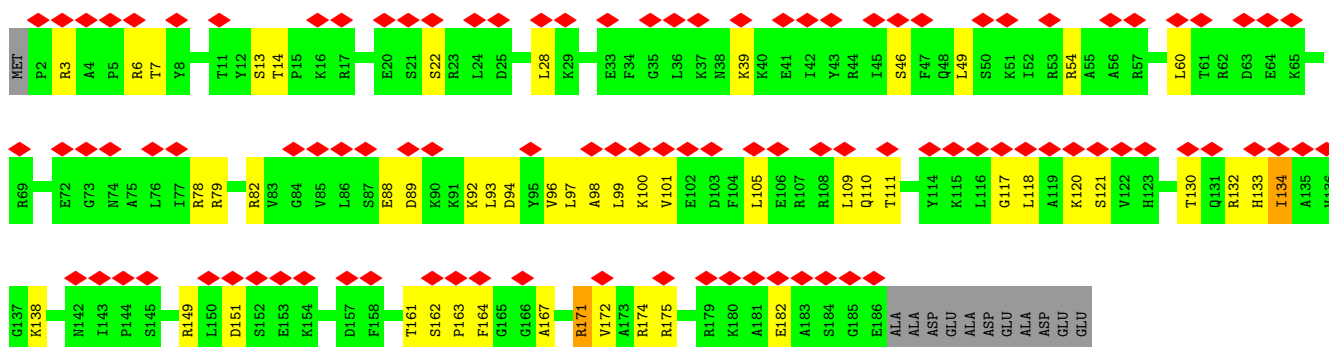 MET P2 R3 A4 P5 R6 T7 Y8 T11 Y12 S13 T14 P15 K16 R17 E20 S21 S22 R23 L24 D25 L28 K29 E33 F34 G35 L36 K37 N38 K39 K40 E41 I42 Y43 R44 I45 S46 F47 Q48 L49 S50 K51 I52 R53 R54 A55 A56 R57 L60 T61 R62 D63 E64 K65
R69 E72 G73 N74 A75 L76 I77 R78 R79 R82 V83 G84 V85 L86 S87 E88 D89 K90 K91 K92 L93 D94 Y95 V96 L97 A98 L99 K100 V101 E102 D103 F104 L105 E106 R107 R108 L109 Q110 T111 Y114 K115 L116 G117 L118 A119 K120 S121 V122 H123 T130 Q131 R132 H133 I134 A135
G137 K138 N142 I143 P144 S145 R149 L150 D151 S152 E153 K154 D157 F158 T161 S162 P163 F164 G165 G166 A167 R171 V172 A173 R174 R175 R179 K180 A181 E182 A183 S184 G185 E186 ALA ALA ASP GLU ALA ASP GLU ALA ASP GLU GLU